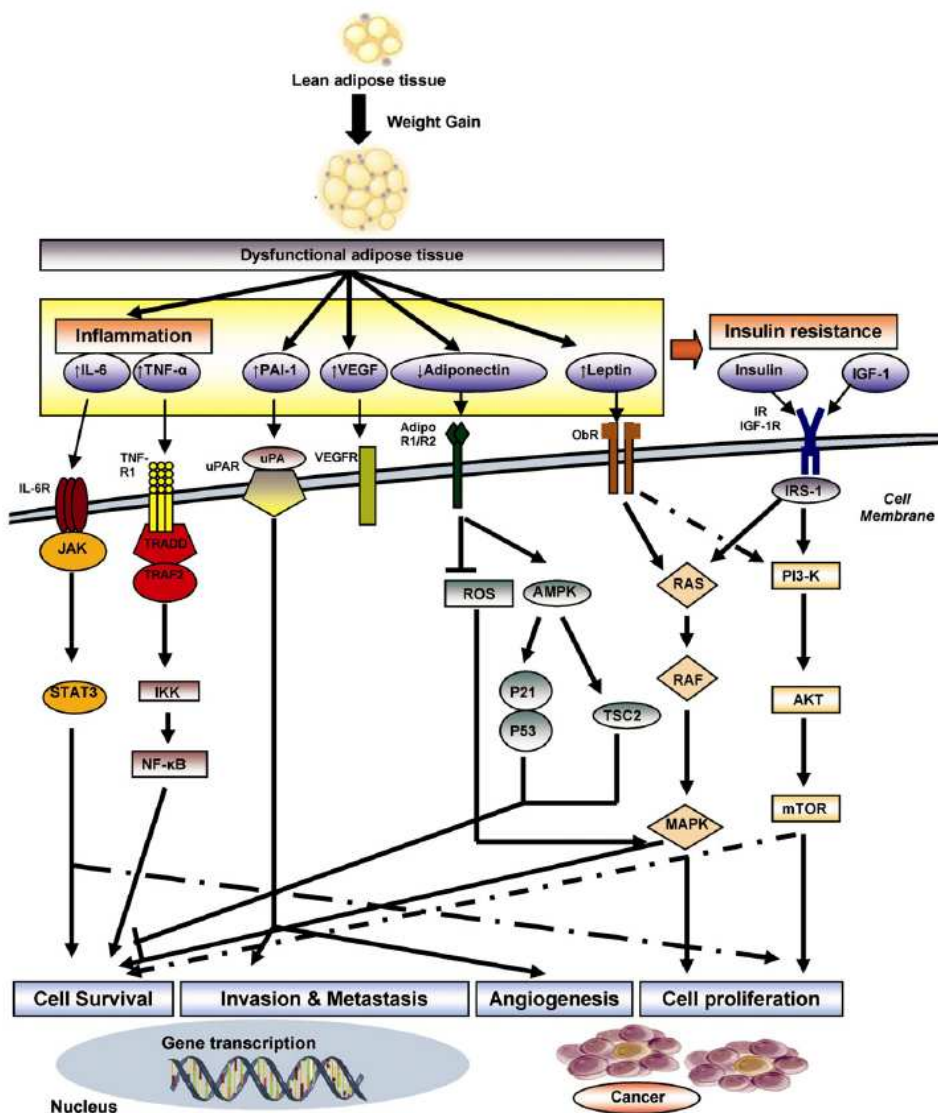 Lean adipose tissue
Weight Gain
Dysfunctional adipose tissue
Inflammation
Insulin resistance
↑IL-6
↑TNF-α
↑PAI-1
↑VEGF
↓Adiponectin
↑Leptin
Insulin
IGF-1
IR
IGF-1R
Adipo
R1/R2
ObR
TNF-
R1
uPAR
uPA
VEGFR
IL-6R
IRS-1
Cell
Membrane
JAK
TRADD
TRAF2
ROS
AMPK
RAS
PI3-K
STAT3
IKK
P21
P53
TSC2
RAF
AKT
NF-κB
MAPK
mTOR
Cell Survival
Invasion & Metastasis
Angiogenesis
Cell proliferation
Gene transcription
Nucleus
Cancer